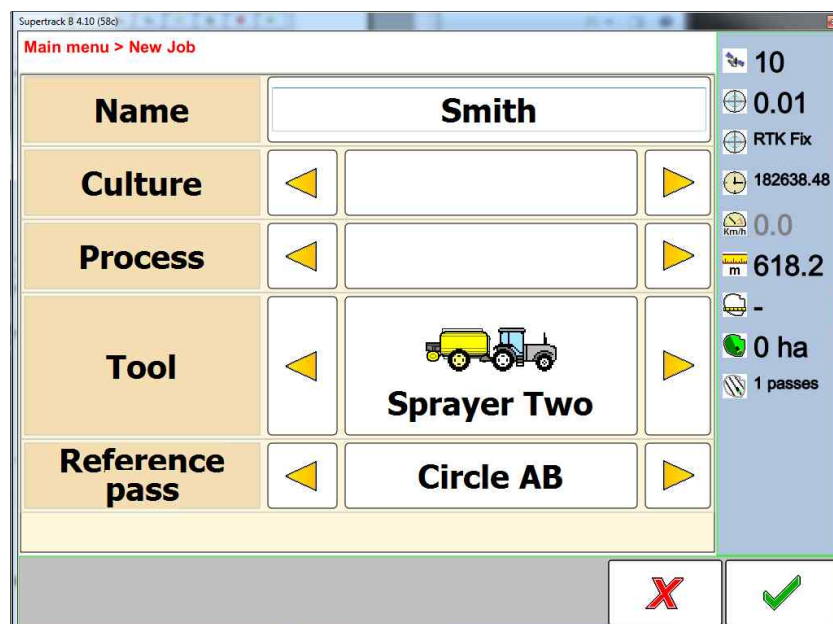 Supertrack 8 4.10 (58c)
Main menu > New Job
Name
Smith
Culture
Process
Tool
Sprayer Two
Reference
pass
Circle AB
10
0.01
RTK Fix
182638.48
Km/h 0.0
m 618.2
-
0 ha
1 passes